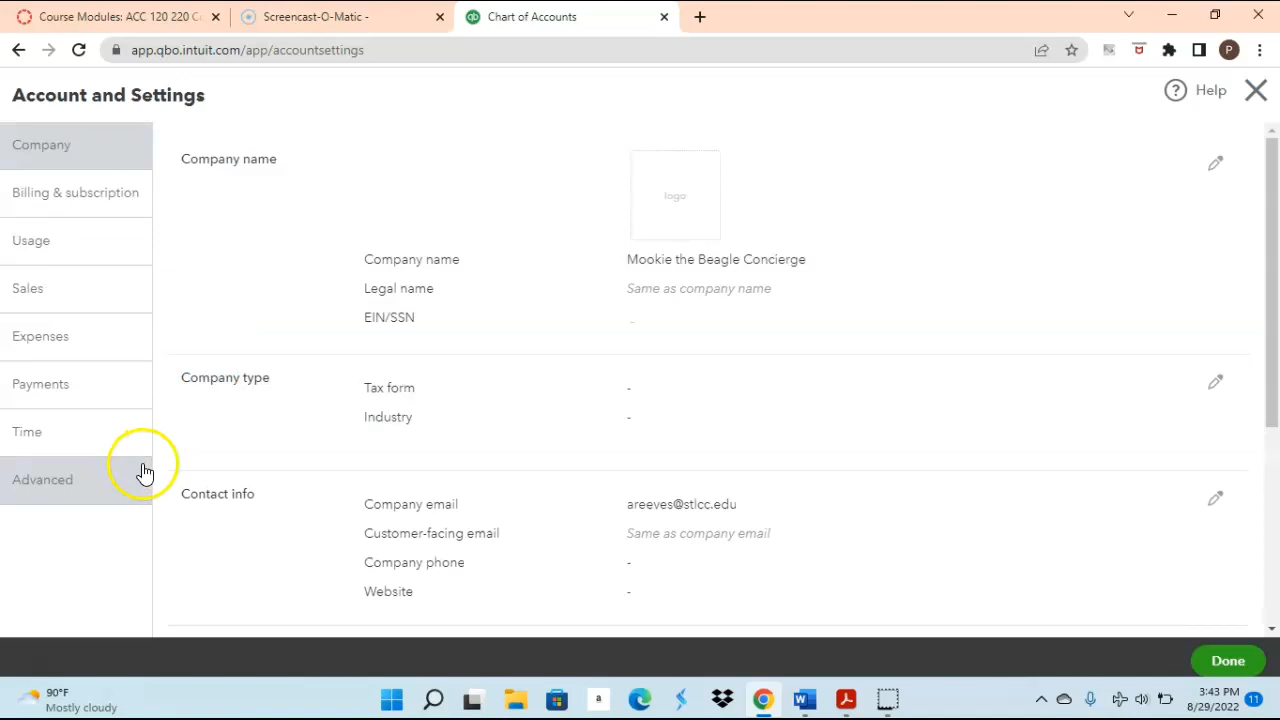 Course Modules: ACC 120 220 C
Screencast-O-Matic -
Chart of Accounts
app.qbo.intuit.com/app/accountsettings
P
Account and Settings
? Help
Company
Billing & subscription
Usage
Sales
Expenses
Payments
Time
Advanced
Company name
logo
Company name Mookie the Beagle Concierge
Legal name Same as company name
EIN/SSN -
Company type
Tax form -
Industry -
Contact info
Company email areeves@stlcc.edu
Customer-facing email Same as company email
Company phone -
Website -
Done
90°F
Mostly cloudy
3:43 PM
8/29/2022
11